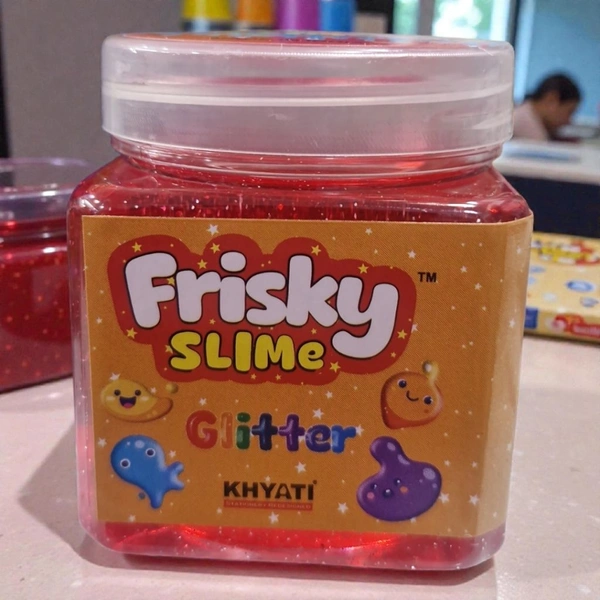 Frisky
™
SLIMe
Glitter
KHYATI